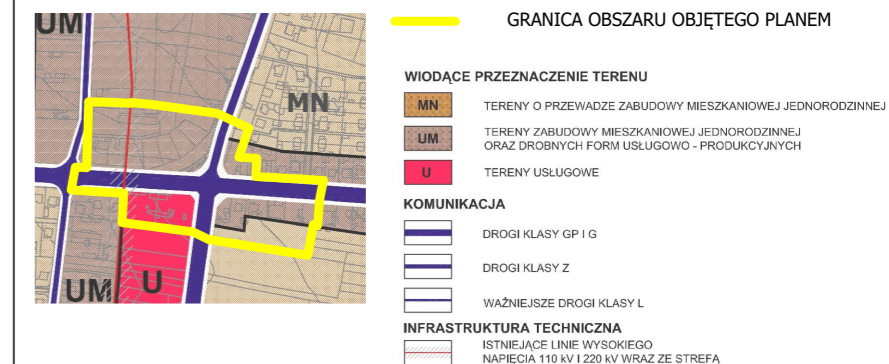 UM
MN
UM
U
GRANICA OBSZARU OBJĘTEGO PLANEM
WIODĄCE PRZEZNACZENIE TERENU
MN TERENY O PRZEWADZE ZABUDOWY MIESZKANIOWEJ JEDNORODZINNEJ
UM TERENY ZABUDOWY MIESZKANIOWEJ JEDNORODZINNEJ
ORAZ DROBNYCH FORM USŁUGOWO - PRODUKCYJNYCH
U TERENY USŁUGOWE
KOMUNIKACJA
DROGI KLASY GP I G
DROGI KLASY Z
WAŻNIEJSZE DROGI KLASY L
INFRASTRUKTURA TECHNICZNA
ISTNIEJĄCE LINIE WYSOKIEGO
NAPIĘCIA 110 kV I 220 kV WRAZ ZE STREFĄ